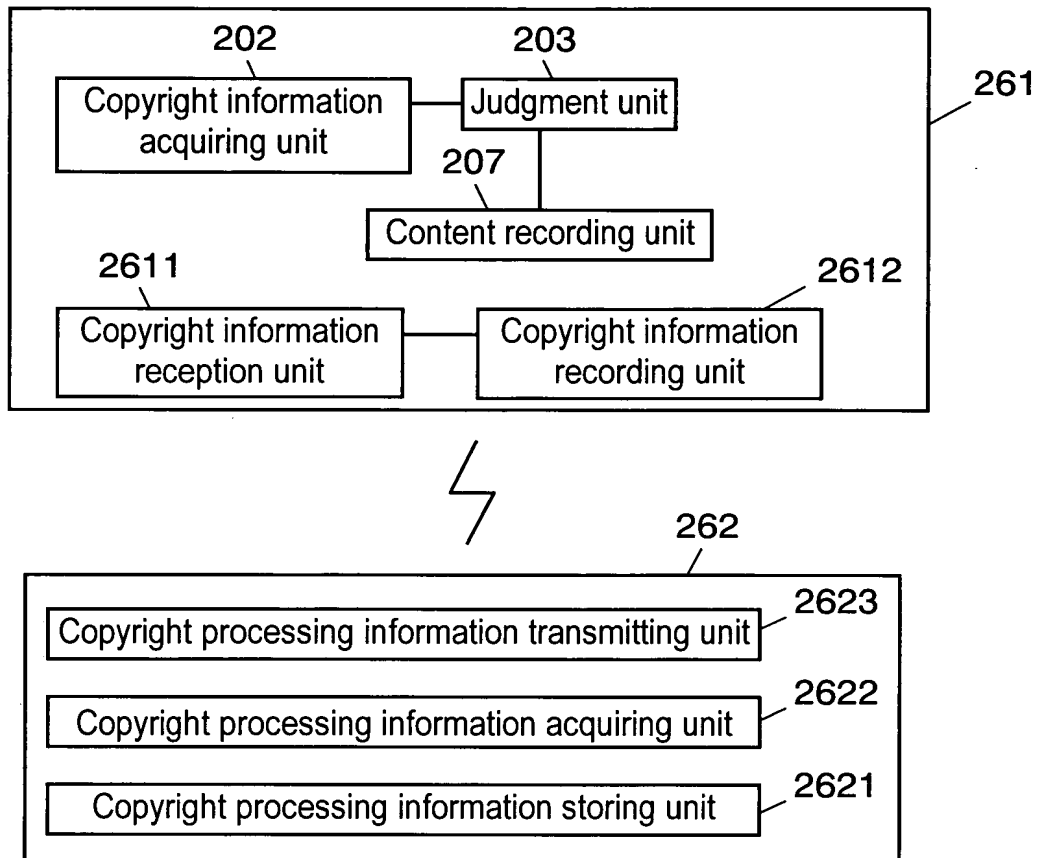 202
203
261
Copyright information
acquiring unit
Judgment unit
207
Content recording unit
2611
2612
Copyright information
reception unit
Copyright information
recording unit
262
2623
Copyright processing information transmitting unit
2622
Copyright processing information acquiring unit
2621
Copyright processing information storing unit